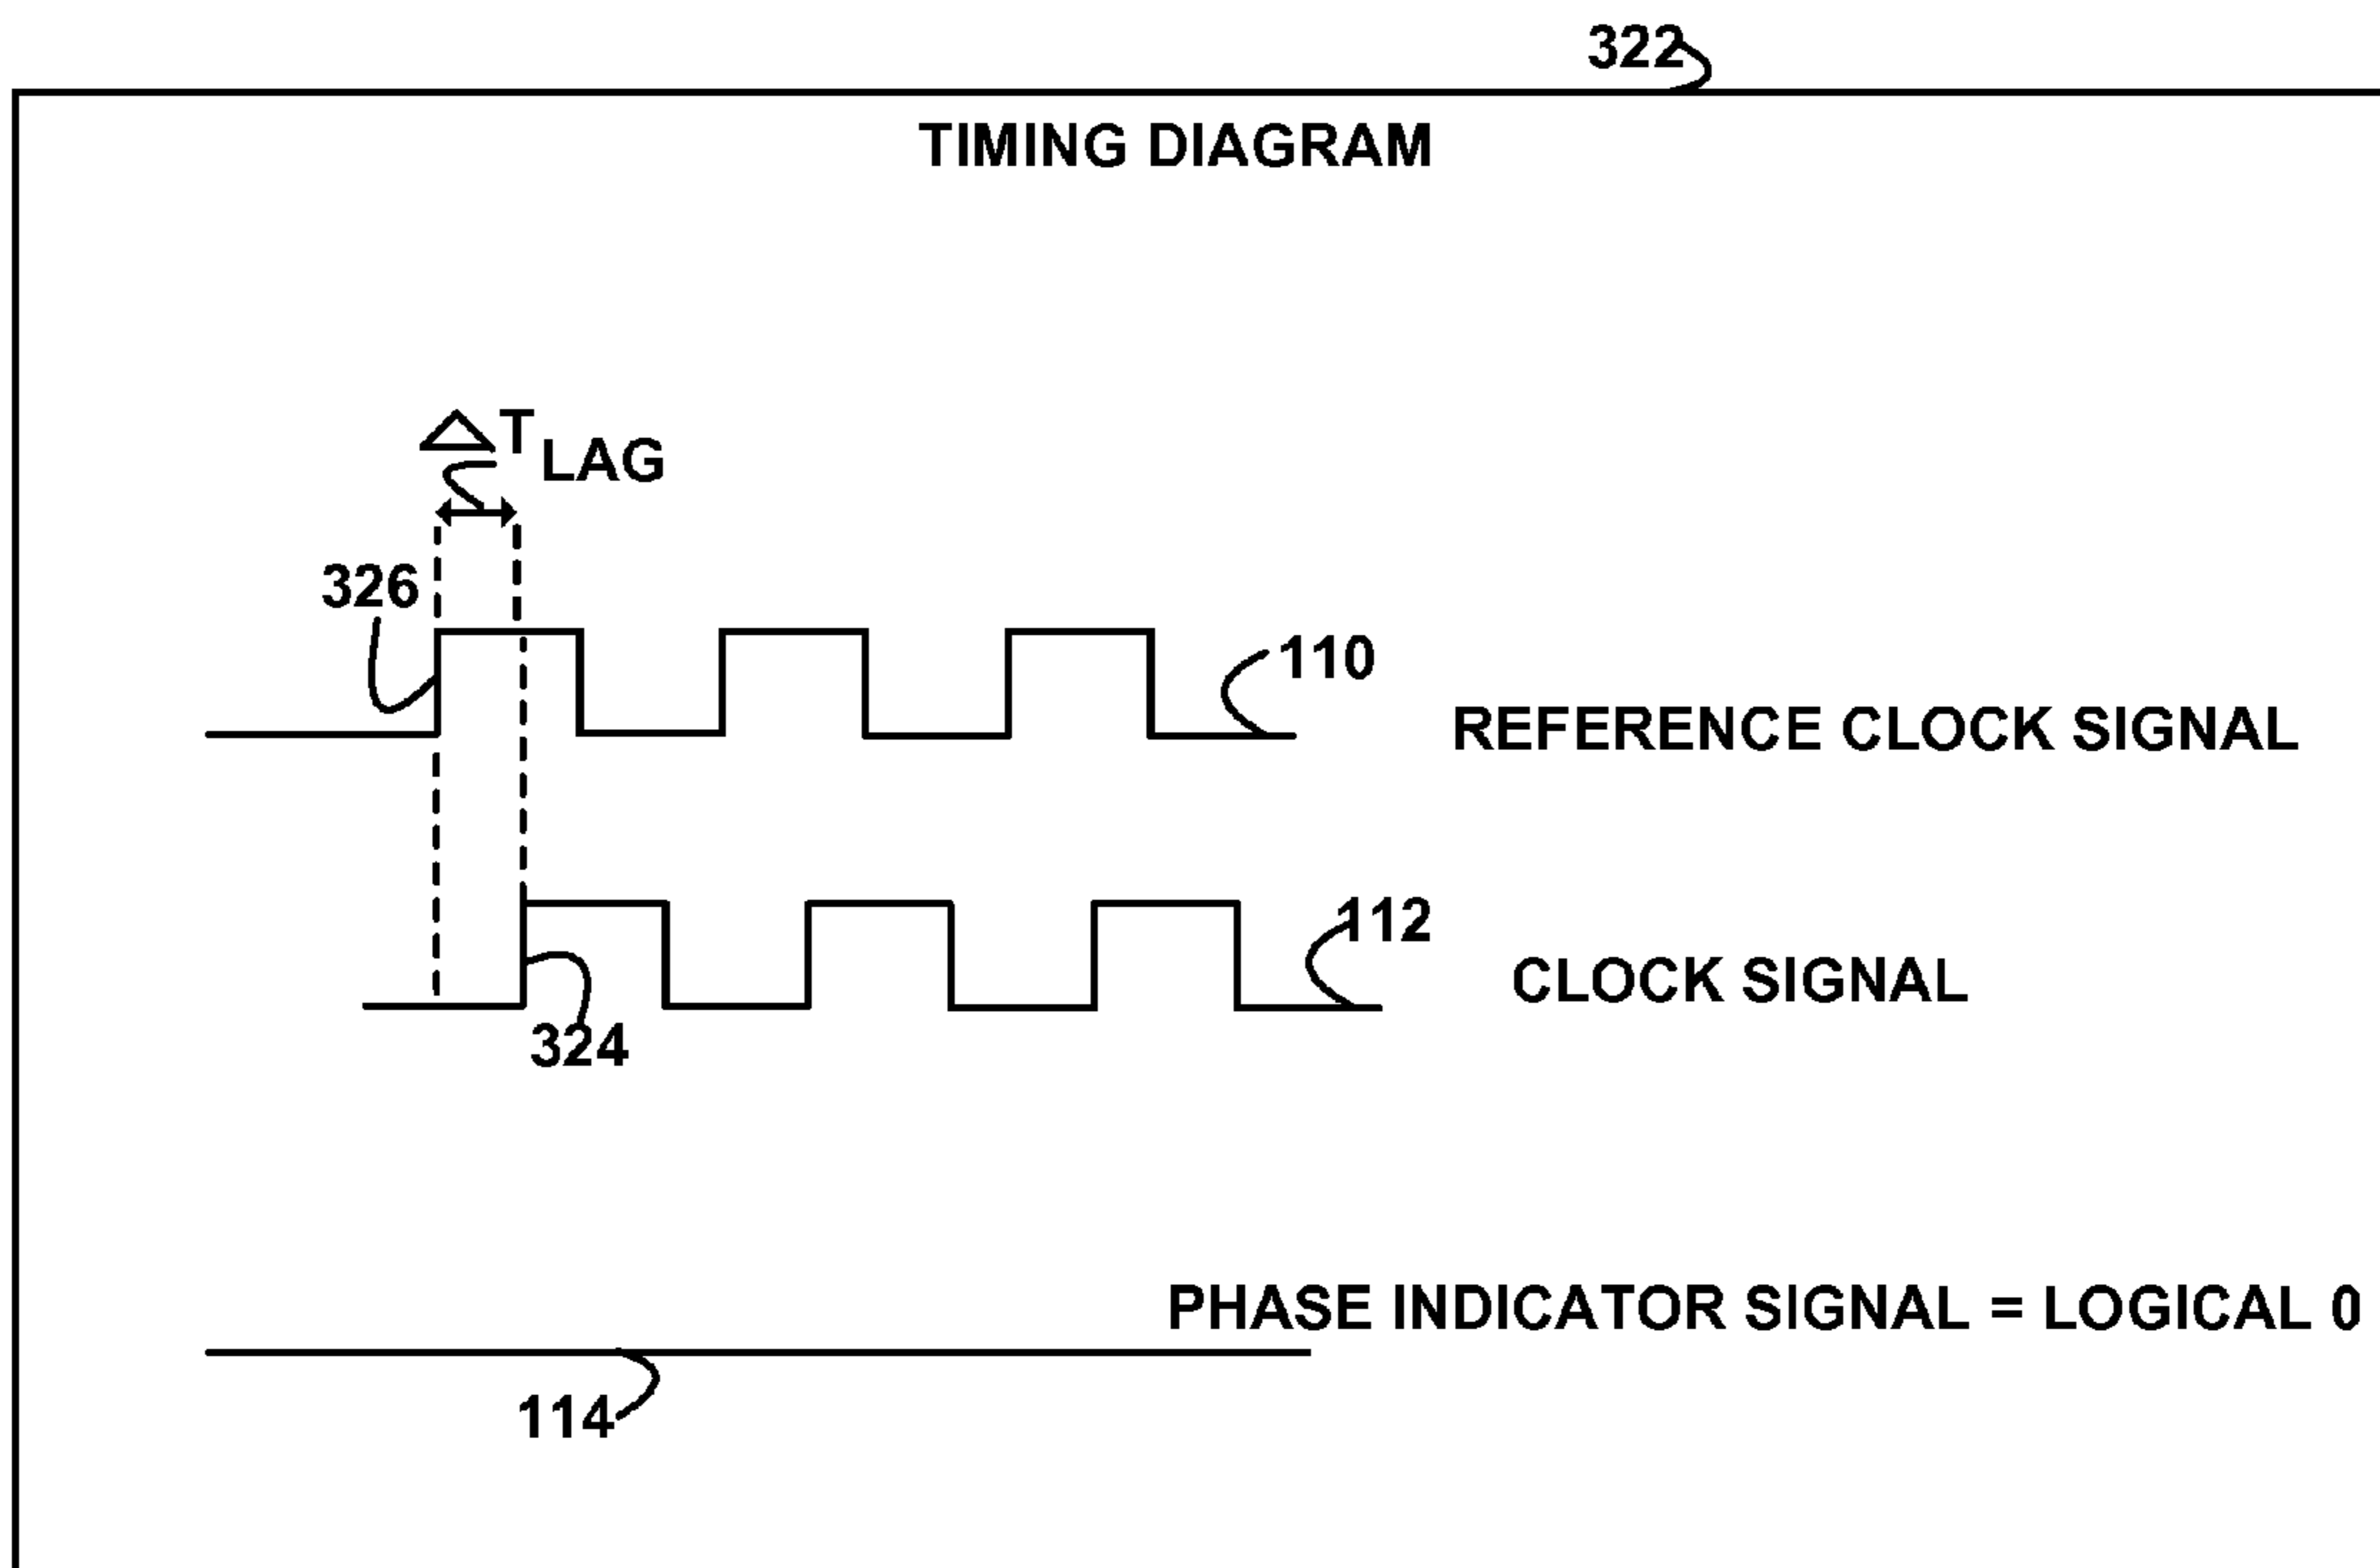 322
TIMING DIAGRAM
△T LAG
326
110
REFERENCE CLOCK SIGNAL
112
CLOCK SIGNAL
324
PHASE INDICATOR SIGNAL = LOGICAL 0
114